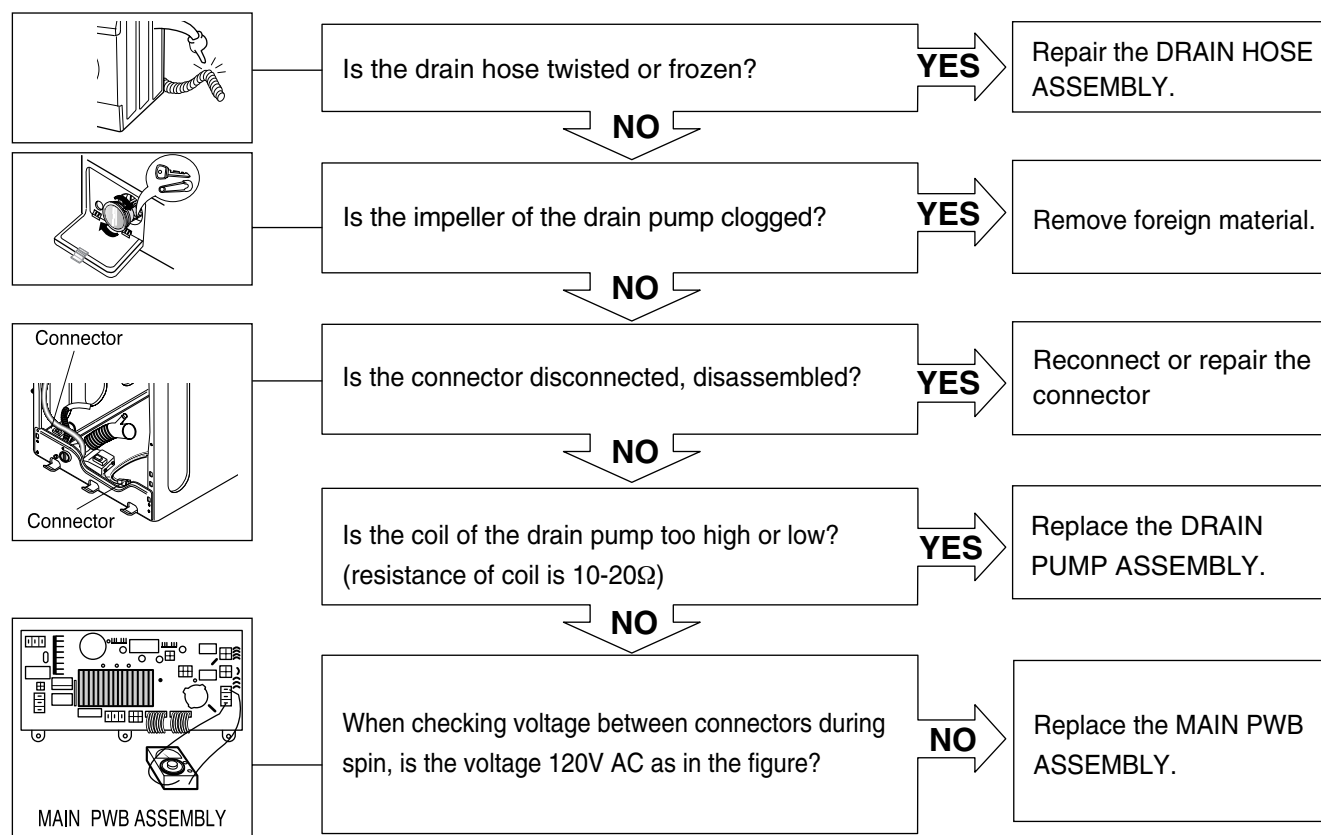 Is the drain hose twisted or frozen?
YES
Repair the DRAIN HOSE
ASSEMBLY.
NO
Is the impeller of the drain pump clogged?
YES
Remove foreign material.
NO
Connector
Connector
Is the connector disconnected, disassembled?
YES
Reconnect or repair the
connector
NO
Is the coil of the drain pump too high or low?
(resistance of coil is 10-20Ω)
YES
Replace the DRAIN
PUMP ASSEMBLY.
NO
MAIN PWB ASSEMBLY
When checking voltage between connectors during
spin, is the voltage 120V AC as in the figure?
NO
Replace the MAIN PWB
ASSEMBLY.